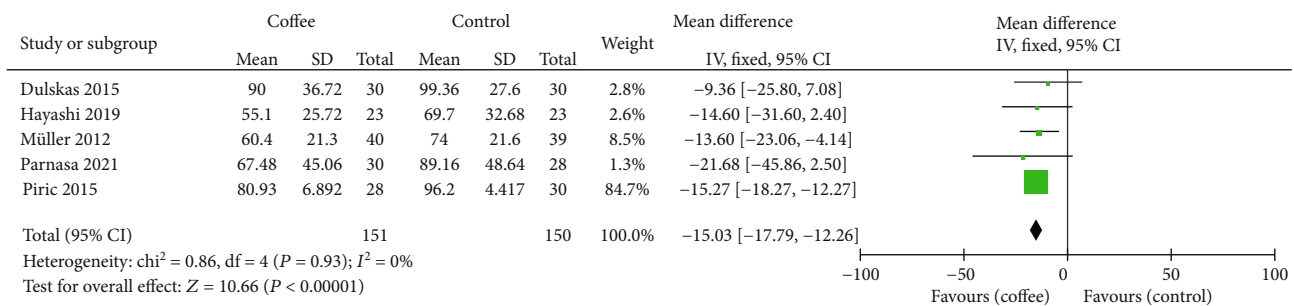 Coffee Control Mean difference Mean difference
Study or subgroup Weight IV, fixed, 95% CI
Mean SD Total Mean SD Total IV, fixed, 95% CI
Dulskas 2015 90 36.72 30 99.36 27.6 30 2.8% −9.36 [−25.80, 7.08]
Hayashi 2019 55.1 25.72 23 69.7 32.68 23 2.6% −14.60 [−31.60, 2.40]
Müller 2012 60.4 21.3 40 74 21.6 39 8.5% −13.60 [−23.06, −4.14]
Parnasa 2021 67.48 45.06 30 89.16 48.64 28 1.3% −21.68 [−45.86, 2.50]
Piric 2015 80.93 6.892 28 96.2 4.417 30 84.7% −15.27 [−18.27, −12.27]
Total (95% CI) 151 150 100.0% −15.03 [−17.79, −12.26]
Heterogeneity: chi² = 0.86, df = 4 (P = 0.93); I² = 0%
Test for overall effect: Z = 10.66 (P < 0.00001)
−100 −50 0 50 100
Favours (coffee) Favours (control)